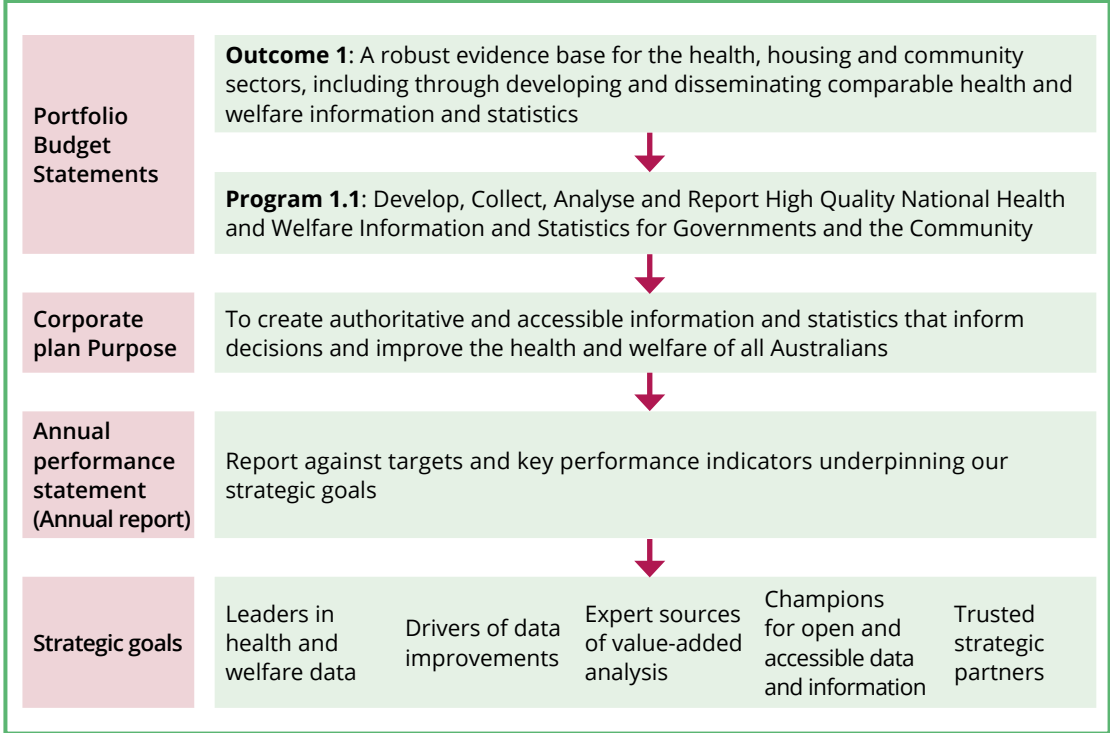 Portfolio
Budget
Statements
Outcome 1: A robust evidence base for the health, housing and community
sectors, including through developing and disseminating comparable health and
welfare information and statistics
Program 1.1: Develop, Collect, Analyse and Report High Quality National Health
and Welfare Information and Statistics for Governments and the Community
Corporate
plan Purpose
To create authoritative and accessible information and statistics that inform
decisions and improve the health and welfare of all Australians
Annual
performance
statement
(Annual report)
Report against targets and key performance indicators underpinning our
strategic goals
Strategic goals
Leaders in
health and
welfare data
Drivers of data
improvements
Expert sources
of value-added
analysis
Champions
for open and
accessible data
and information
Trusted
strategic
partners